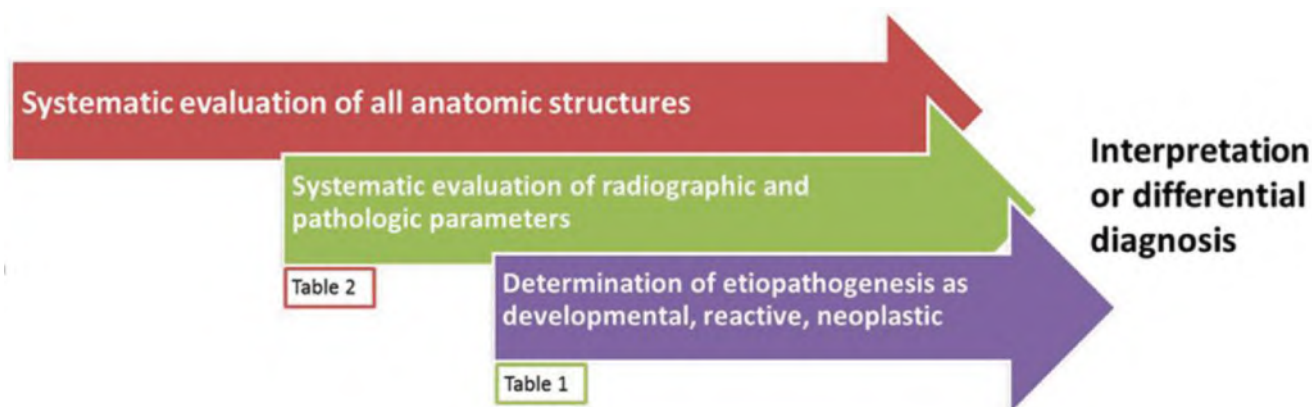 Systematic evaluation of all anatomic structures
Systematic evaluation of radiographic and
pathologic parameters
Table 2
Determination of etiopathogenesis as
developmental, reactive, neoplastic
Table 1
Interpretation
or differential
diagnosis